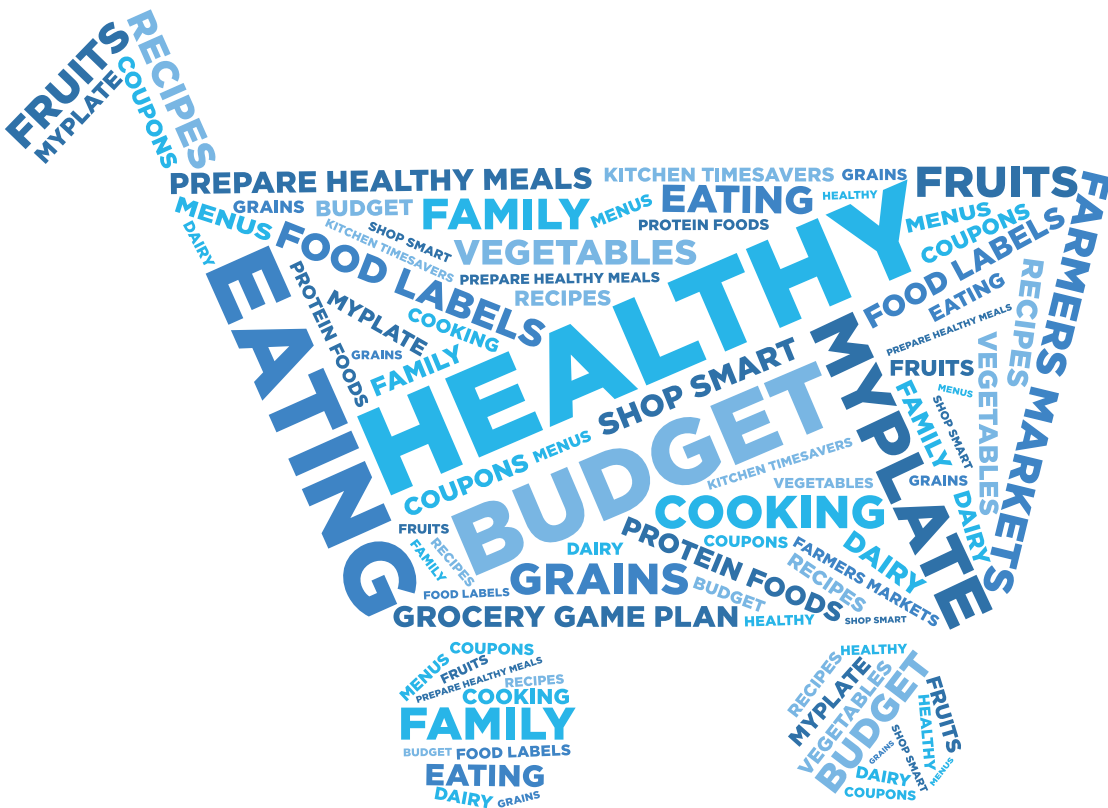 FRUITS
MYPLATE
COUPONS
RECIPES
PREPARE HEALTHY MEALS
KITCHEN TIMESAVERS
GRAINS
FRUITS
FARMERS MARKETS
MENUS
GRAINS
BUDGET
FAMILY
MENUS
EATING
HEALTHY
PROTEIN FOODS
MENUS
COUPONS
FOOD LABELS
DAIRY
FOOD LABELS
KITCHEN TIMESAVERS
SHOP SMART
VEGETABLES
PREPARE HEALTHY MEALS
RECIPES
HEALTHY
EATING
PROTEIN FOODS
MYPLATE
COOKING
GRAINS
FAMILY
EATING
PREPARE HEALTHY MEALS
RECIPES
VEGETABLES
FRUITS
MENUS
SHOP SMART
FAMILY
GRAINS
DAIRY
MYPLATE
SHOP SMART
BUDGET
COUPONS
MENUS
KITCHEN TIMESAVERS
VEGETABLES
COOKING
FRUITS
RECIPES
FAMILY
FOOD LABELS
DAIRY
GRAINS
PROTEIN FOODS
COUPONS
FARMERS MARKETS
DAIRY
RECIPES
BUDGET
GROCERY GAME PLAN
HEALTHY
SHOP SMART
COUPONS
MENUS
FRUITS
PREPARE HEALTHY MEALS
RECIPES
COOKING
FAMILY
BUDGET
FOOD LABELS
EATING
DAIRY
GRAINS
HEALTHY
RECIPES
MYPLATE
VEGETABLES
BUDGET
FRUITS
HEALTHY
SHOP SMART
GRAINS
MENUS
DAIRY
COUPONS